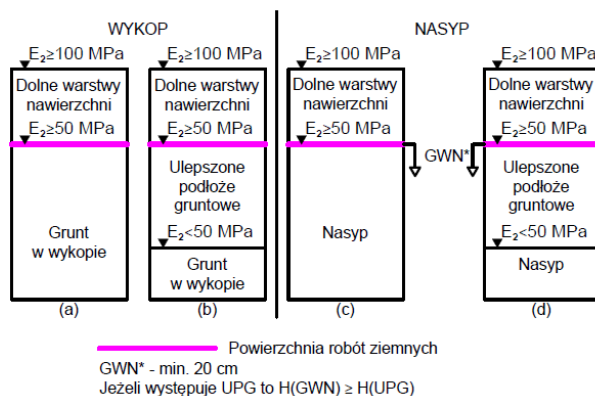 WYKOP
NASYP
E₂≥100 MPa
E₂≥100 MPa
E₂≥100 MPa
E₂≥100 MPa
Dolne warstwy
nawierzchni
Dolne warstwy
nawierzchni
Dolne warstwy
nawierzchni
Dolne warstwy
nawierzchni
E₂≥50 MPa
E₂≥50 MPa
E₂≥50 MPa
E₂≥50 MPa
GWN*
Grunt
w wykopie
Ulepszone
podłoże
gruntowe
E₂<50 MPa
Grunt
w wykopie
Nasyp
Ulepszone
podłoże
gruntowe
E₂<50 MPa
Nasyp
(a)
(b)
(c)
(d)
Powierzchnia robót ziemnych
GWN* - min. 20 cm
Jeżeli występuje UPG to H(GWN) ≥ H(UPG)